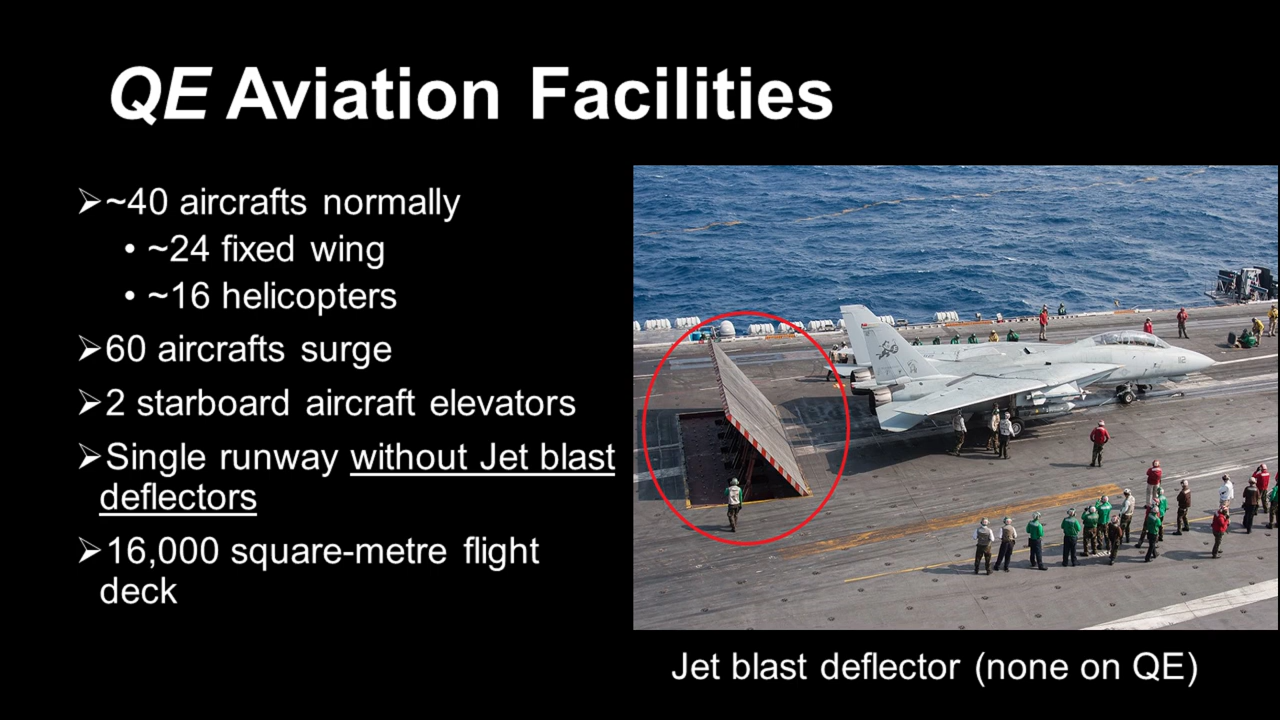 QE Aviation Facilities
➢~40 aircrafts normally
• ~24 fixed wing
• ~16 helicopters
➢60 aircrafts surge
➢2 starboard aircraft elevators
➢Single runway without Jet blast
deflectors
➢16,000 square-metre flight
deck
112
Jet blast deflector (none on QE)